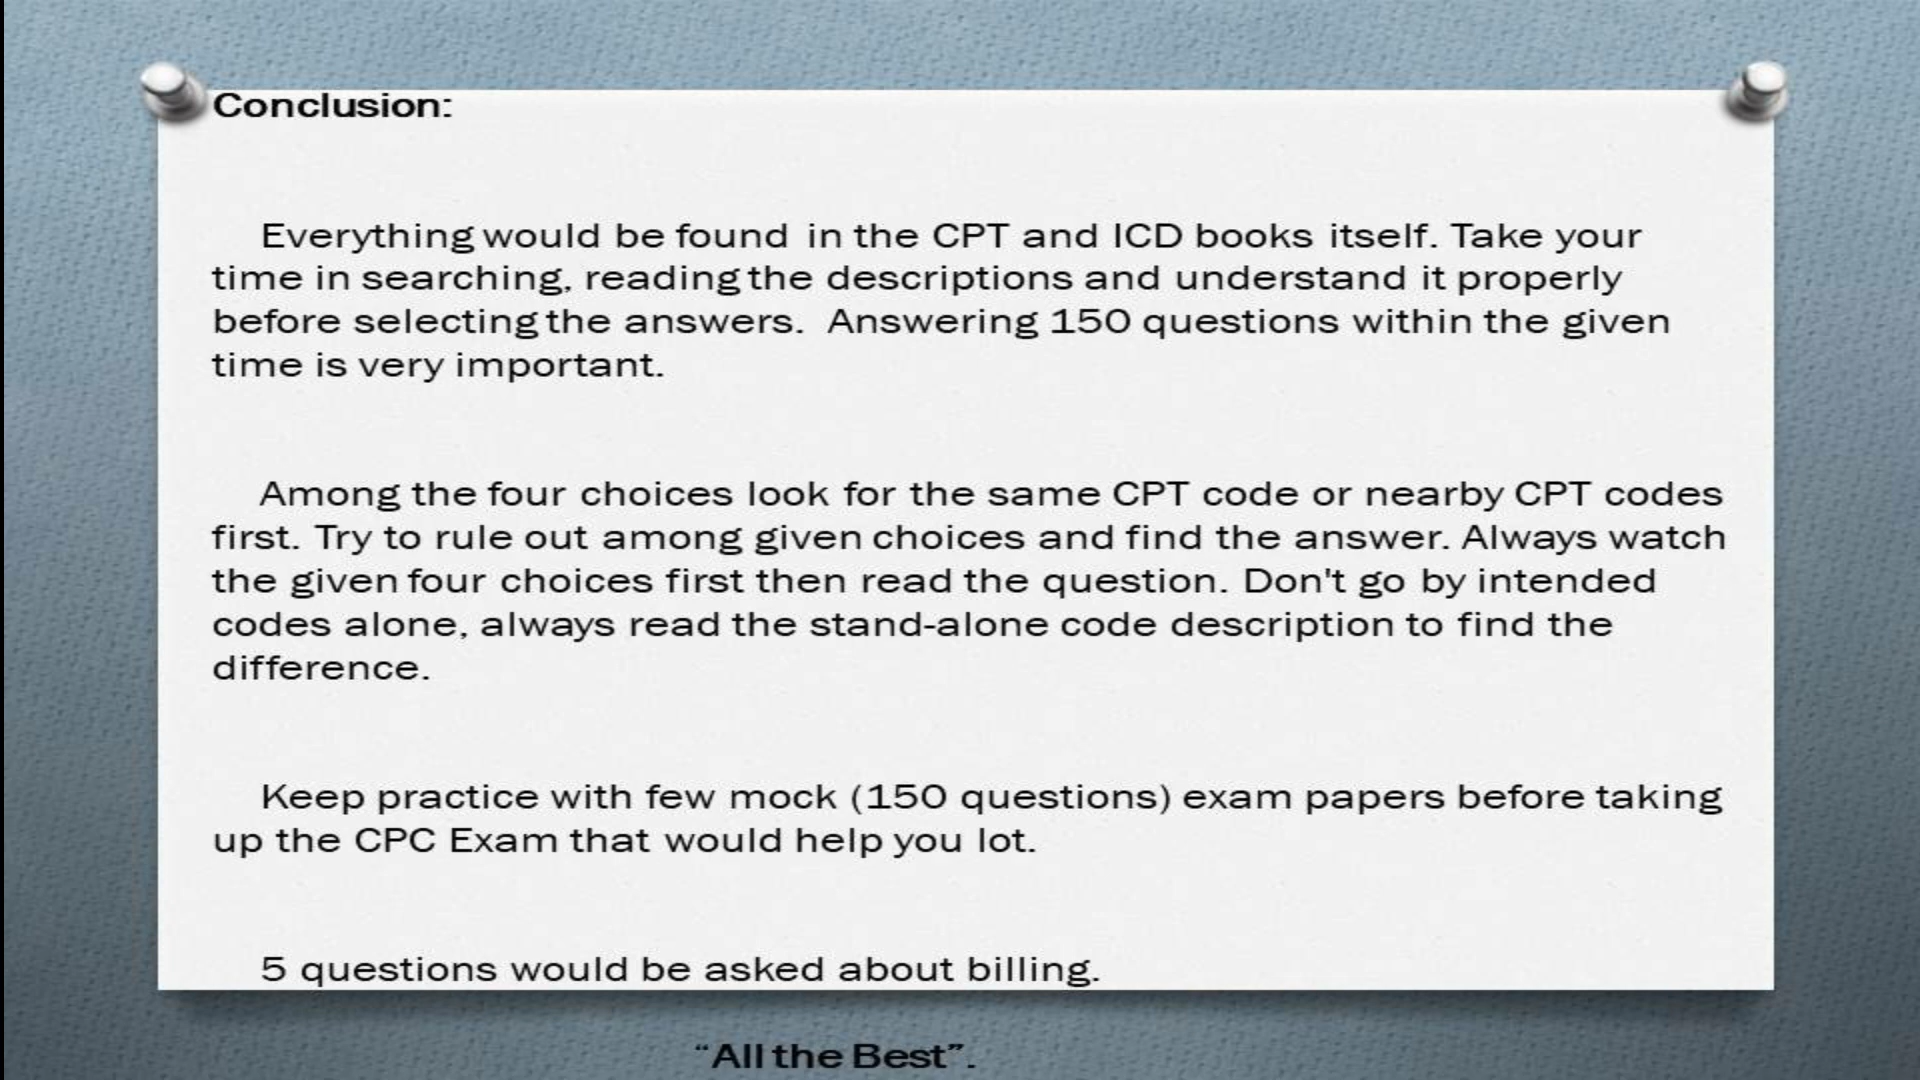 Conclusion:
Everything would be found in the CPT and ICD books itself. Take your
time in searching, reading the descriptions and understand it properly
before selecting the answers. Answering 150 questions within the given
time is very important.
Among the four choices look for the same CPT code or nearby CPT codes
first. Try to rule out among given choices and find the answer. Always watch
the given four choices first then read the question. Don't go by intended
codes alone, always read the stand-alone code description to find the
difference.
Keep practice with few mock (150 questions) exam papers before taking
up the CPC Exam that would help you lot.
5 questions would be asked about billing.
“All the Best”.